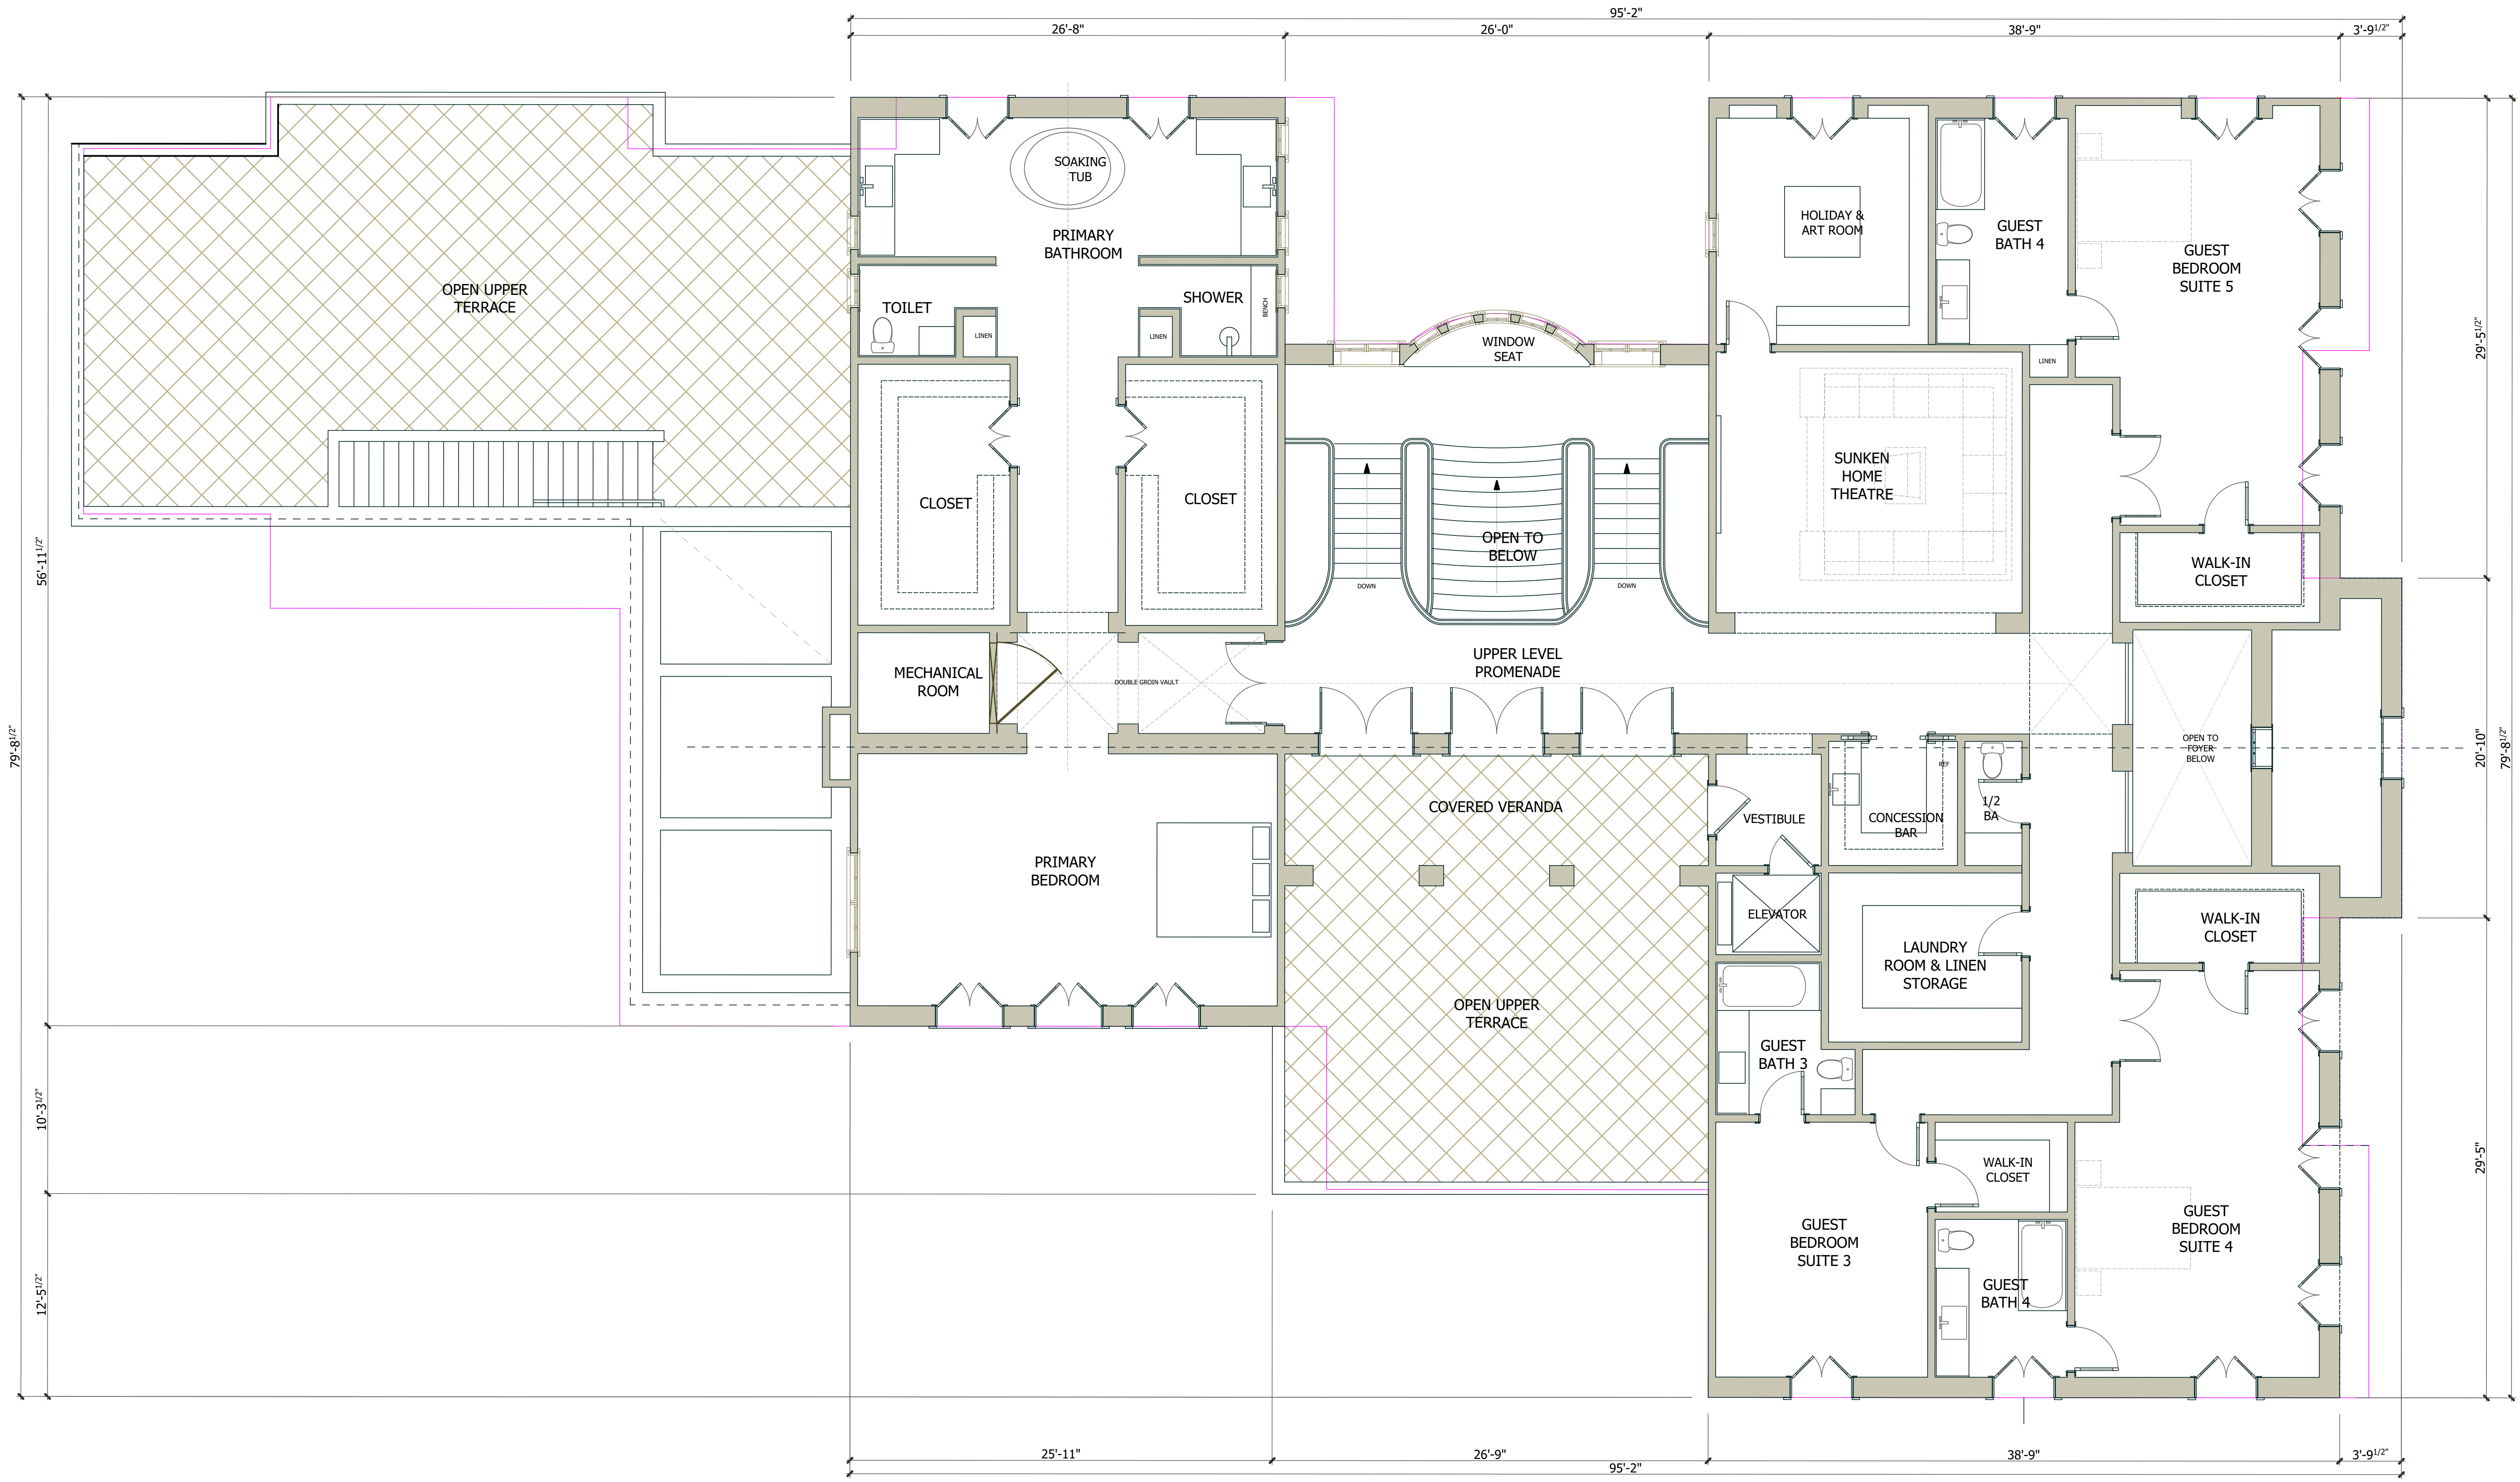 95'-2"
26'-8"
26'-0"
38'-9"
3'-9 1/2"
SOAKING
TUB
PRIMARY
BATHROOM
HOLIDAY &
ART ROOM
GUEST
BATH 4
GUEST
BEDROOM
SUITE 5
OPEN UPPER
TERRACE
TOILET
SHOWER
BENCH
LINEN
LINEN
WINDOW
SEAT
LINEN
29'-5 1/2"
CLOSET
CLOSET
SUNKEN
HOME
THEATRE
OPEN TO
BELOW
DOWN
DOWN
WALK-IN
CLOSET
56'-11 1/2"
MECHANICAL
ROOM
DOUBLE GROIN VAULT
UPPER LEVEL
PROMENADE
79'-8 1/2"
OPEN TO
FOYER
BELOW
20'-10"
79'-8 1/2"
REF
COVERED VERANDA
VESTIBULE
CONCESSION
BAR
1/2
BA
PRIMARY
BEDROOM
ELEVATOR
WALK-IN
CLOSET
LAUNDRY
ROOM & LINEN
STORAGE
OPEN UPPER
TERRACE
GUEST
BATH 3
10'-3 1/2"
WALK-IN
CLOSET
29'-5"
GUEST
BEDROOM
SUITE 3
GUEST
BEDROOM
SUITE 4
GUEST
BATH 4
12'-5 1/2"
25'-11"
26'-9"
38'-9"
3'-9 1/2"
95'-2"